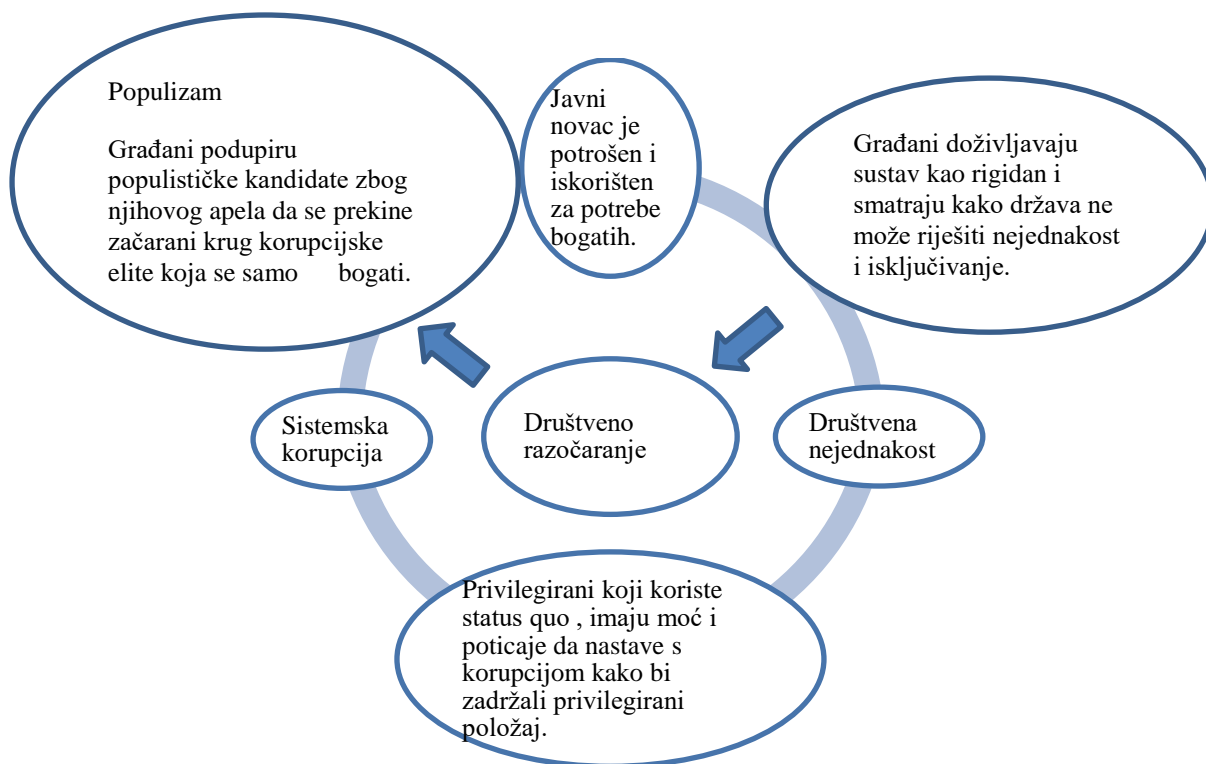 Populizam
Građani podupiru
populističke kandidate zbog
njihovog apela da se prekine
začarani krug korupcijske
elite koja se samo bogati.
Javni
novac je
potrošen i
iskorišten
za potrebe
bogatih.
Građani doživljavaju
sustav kao rigidan i
smatraju kako država ne
može riješiti nejednakost
i isključivanje.
Sistemska
korupcija
Društveno
razočaranje
Društvena
nejednakost
Privilegirani koji koriste
status quo , imaju moć i
poticaje da nastave s
korupcijom kako bi
zadržali privilegirani
položaj.